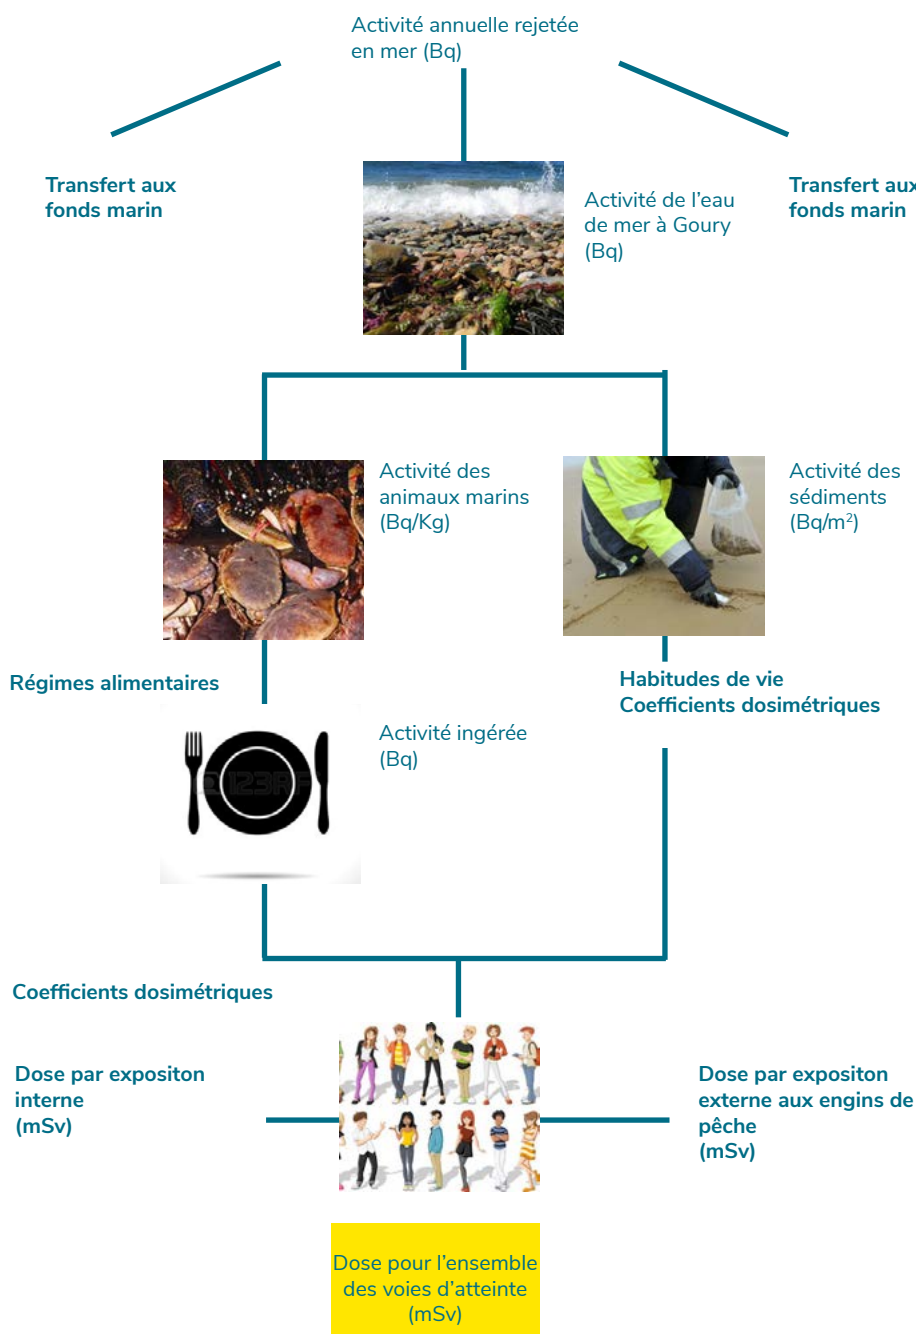 Activité annuelle rejetée
en mer (Bq)
Transfert aux
fonds marin
Activité de l'eau
de mer à Goury
(Bq)
Transfert aux
fonds marin
Activité des
animaux marins
(Bq/Kg)
Activité des
sédiments
(Bq/m²)
Régimes alimentaires
Habitudes de vie
Coefficients dosimétriques
Activité ingérée
(Bq)
123RF
Coefficients dosimétriques
Dose par expositon
interne
(mSv)
Dose par expositon
externe aux engins de
pêche
(mSv)
Dose pour l'ensemble
des voies d'atteinte
(mSv)